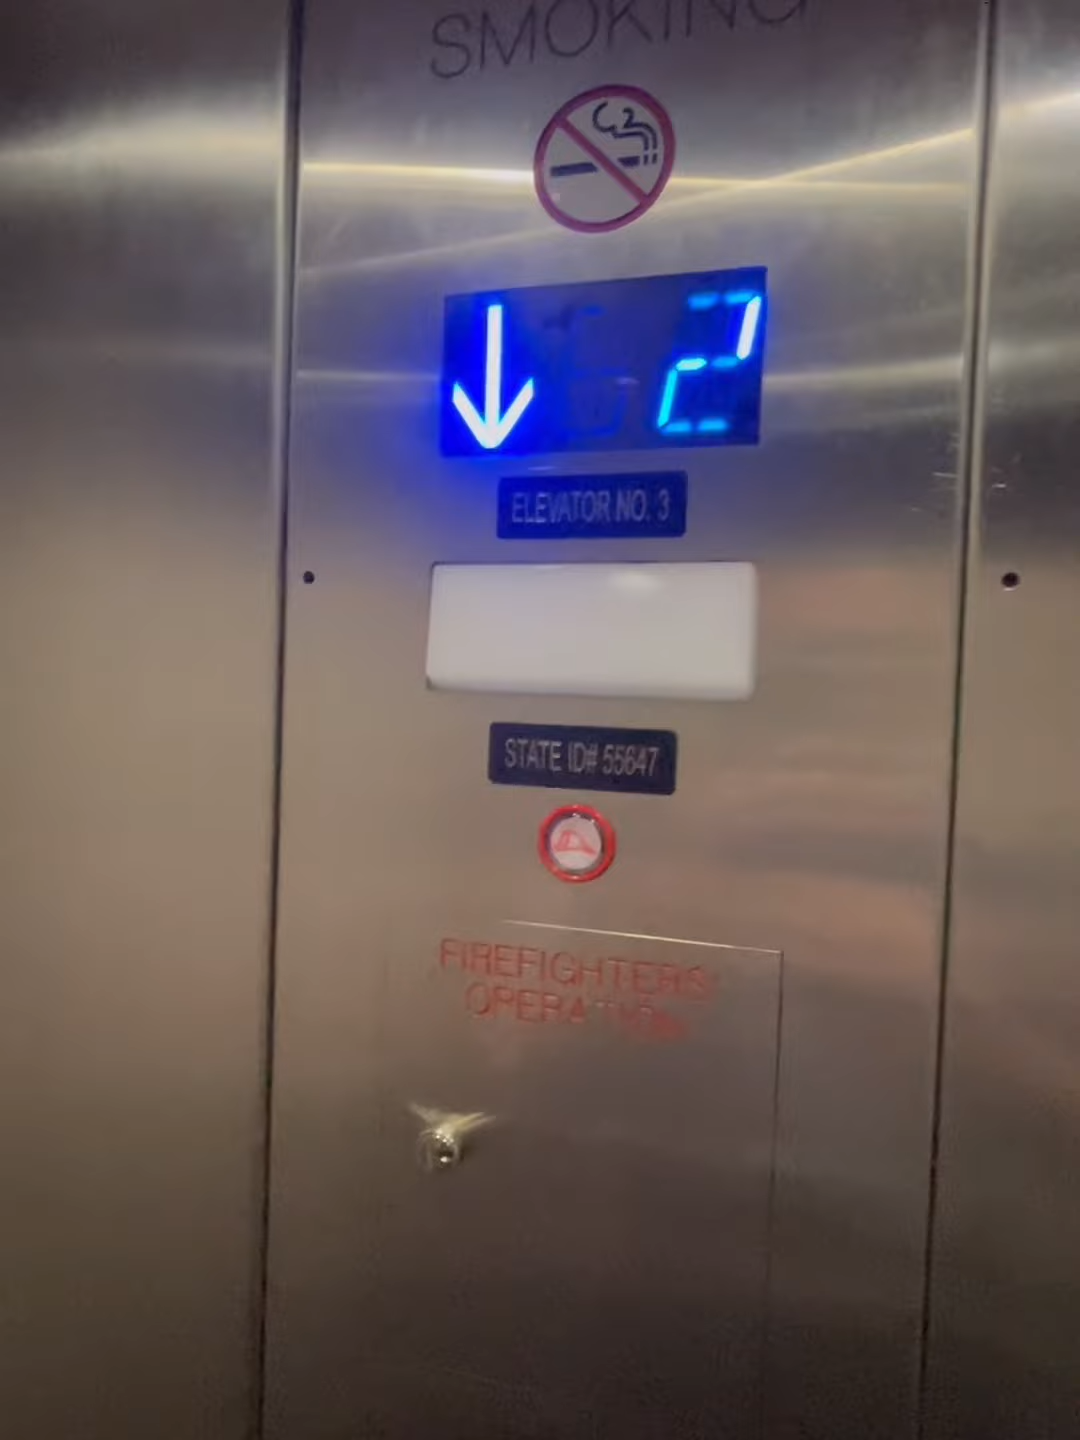 SMOKING
2
ELEVATOR NO. 3
STATE ID# 55647
FIREFIGHTERS'
OPERATION